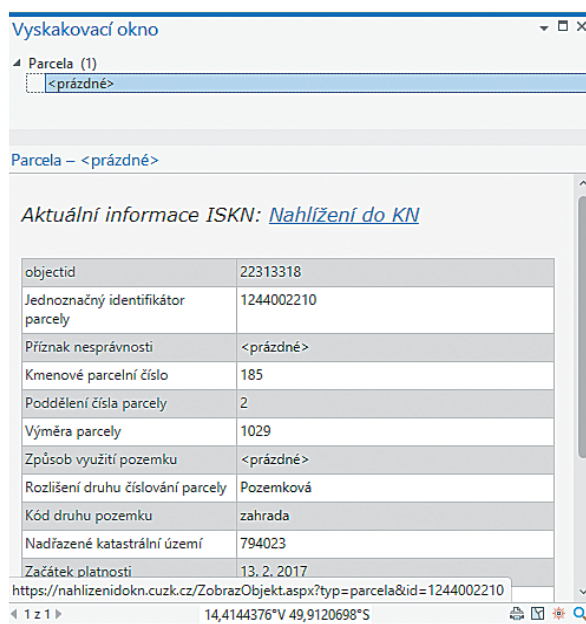 Vyskakovací okno
Parcela (1)
<prázdné>
Parcela – <prázdné>
Aktuální informace ISKN: Nahlížení do KN
objectid 22313318
Jednoznačný identifikátor 1244002210
parcely
Příznak nesprávnosti <prázdné>
Kmenové parcelní číslo 185
Poddělení čísla parcely 2
Výměra parcely 1029
Způsob využití pozemku <prázdné>
Rozlišení druhu číslování parcely Pozemková
Kód druhu pozemku zahrada
Nadřazené katastrální území 794023
Začátek platnosti 13. 2. 2017
https://nahlizenidokn.cuzk.cz/ZobrazObjekt.aspx?typ=parcela&id=1244002210
1 z 1 14,4144376°V 49,9120698°S